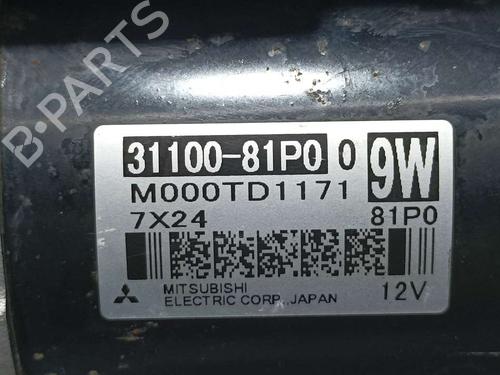 B-PARTS
31100-81P0 0 9W
M000TD1171
7X24 81P0
MITSUBISHI
ELECTRIC CORP. JAPAN 12V